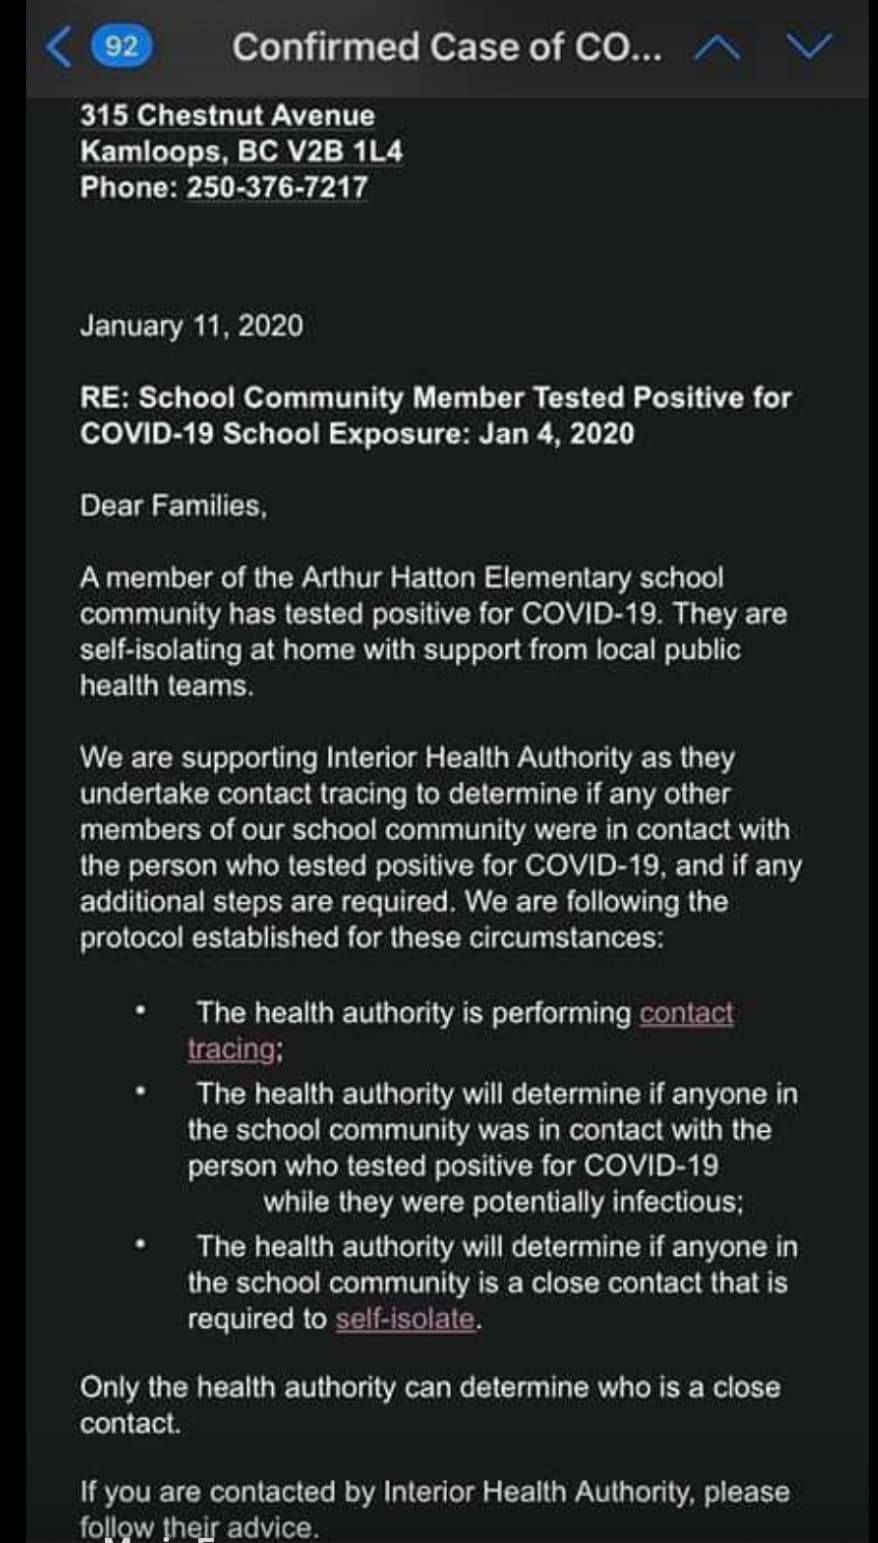 92 Confirmed Case of CO...
315 Chestnut Avenue
Kamloops, BC V2B 1L4
Phone: 250-376-7217
January 11, 2020
RE: School Community Member Tested Positive for
COVID-19 School Exposure: Jan 4, 2020
Dear Families,
A member of the Arthur Hatton Elementary school
community has tested positive for COVID-19. They are
self-isolating at home with support from local public
health teams.
We are supporting Interior Health Authority as they
undertake contact tracing to determine if any other
members of our school community were in contact with
the person who tested positive for COVID-19, and if any
additional steps are required. We are following the
protocol established for these circumstances:
• The health authority is performing contact
tracing;
• The health authority will determine if anyone in
the school community was in contact with the
person who tested positive for COVID-19
while they were potentially infectious;
• The health authority will determine if anyone in
the school community is a close contact that is
required to self-isolate.
Only the health authority can determine who is a close
contact.
If you are contacted by Interior Health Authority, please
follow their advice.